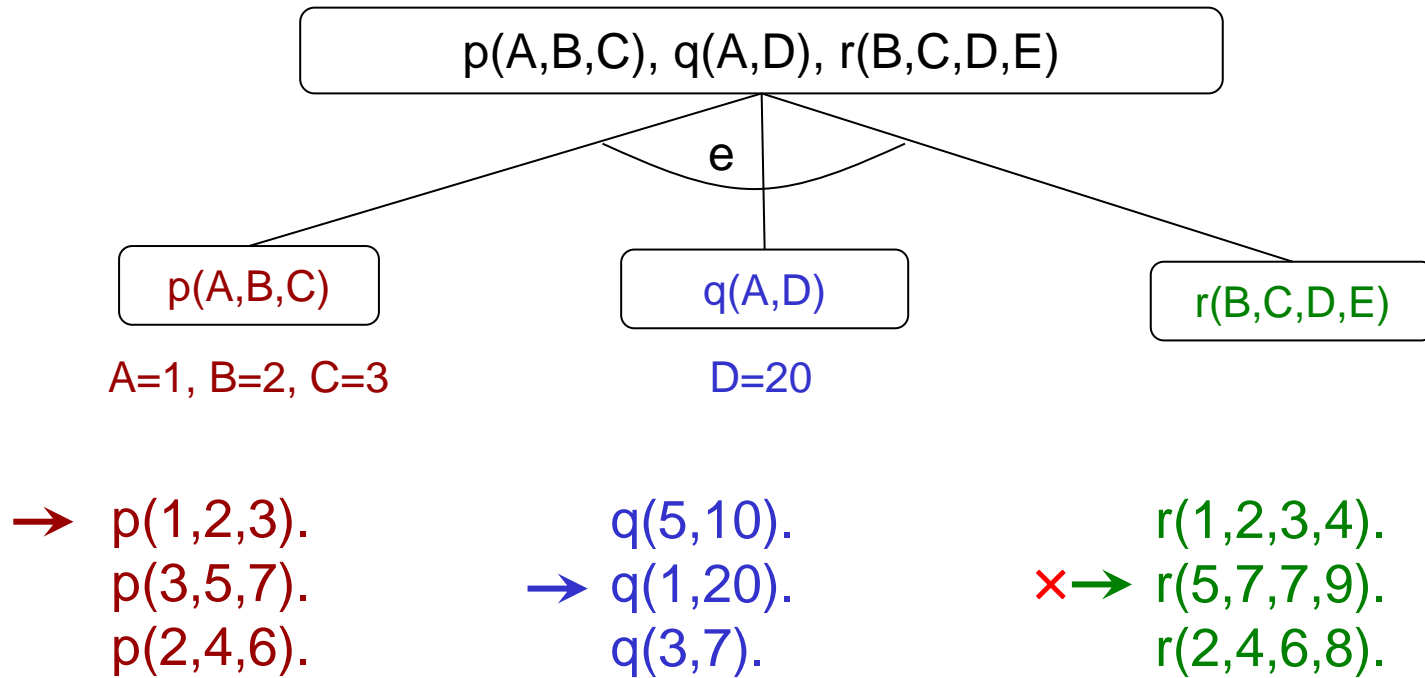 p(A,B,C), q(A,D), r(B,C,D,E)
e
p(A,B,C)
q(A,D)
r(B,C,D,E)
A=1, B=2, C=3
D=20
p(1,2,3).
q(5,10).
r(1,2,3,4).
p(3,5,7).
q(1,20).
r(5,7,7,9).
p(2,4,6).
q(3,7).
r(2,4,6,8).